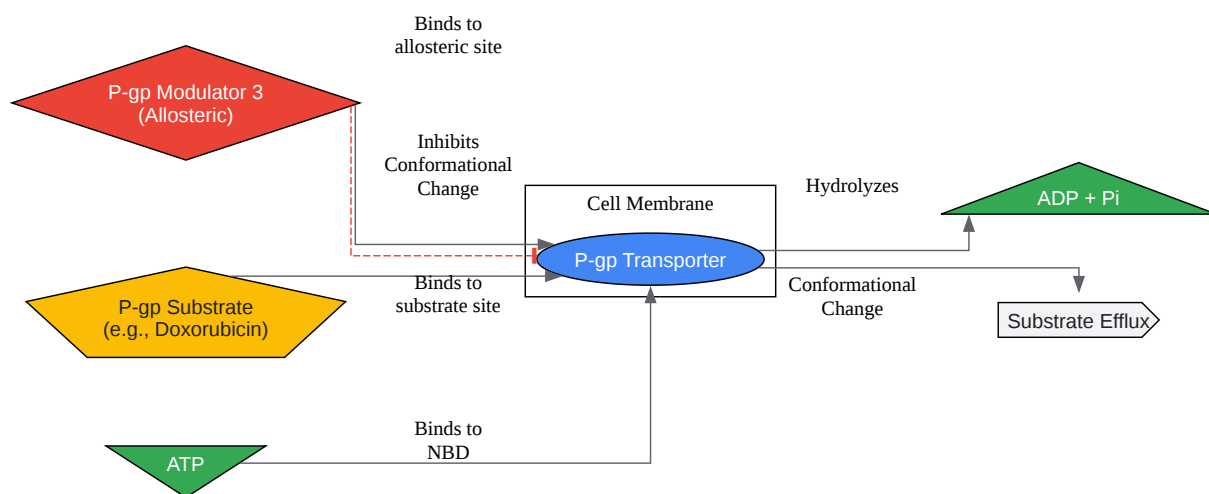 Binds to
allosteric site
P-gp Modulator 3
(Allosteric)
Inhibits
Conformational
Change
Hydrolyzes
ADP + Pi
Cell Membrane
P-gp Transporter
Binds to
substrate site
Conformational
Change
P-gp Substrate
(e.g., Doxorubicin)
Substrate Efflux
Binds to
NBD
ATP